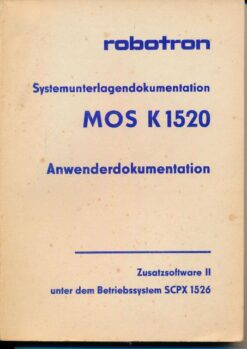 robotron
Systemunterlagendokumentation
MOS K 1520
Anwenderdokumentation
Zusatzsoftware II
unter dem Betriebssystem SCPX 1526